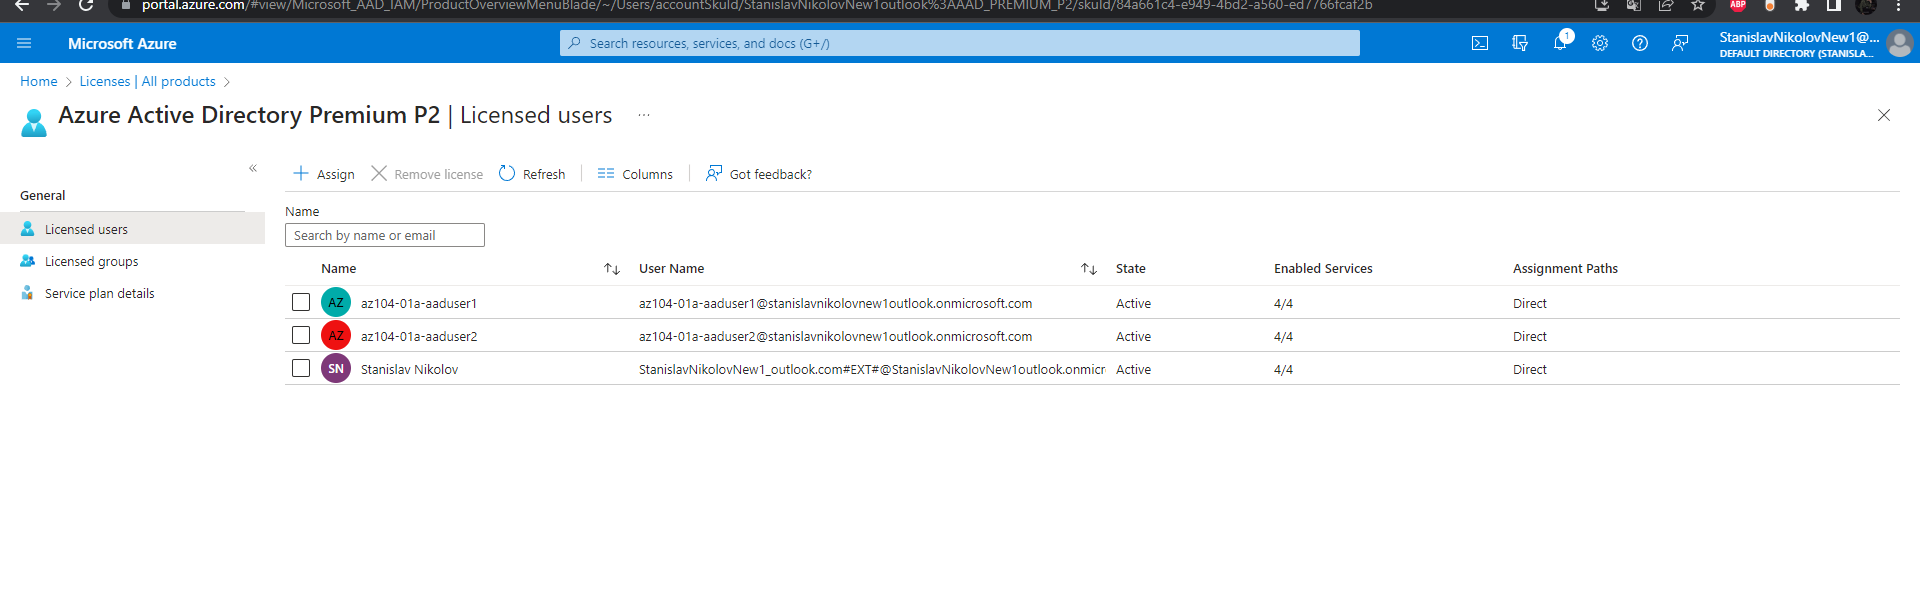 portal.azure.com/#view/Microsoft_AAD_IAM/ProductOverviewMenuBlade/~/Users/accountSkuId/StanislavNikolovNew1outlook%3AAAD_PREMIUM_P2/skuId/84a661c4-e949-4bd2-a560-ed7766fcaf2b
ABP
Microsoft Azure
Search resources, services, and docs (G+/)
1
StanislavNikolovNew1@...
DEFAULT DIRECTORY (STANISLA...
Home > Licenses | All products >
Azure Active Directory Premium P2 | Licensed users ...
«
Assign Remove license Refresh Columns Got feedback?
General
Licensed users
Licensed groups
Service plan details
Name
Search by name or email
Name User Name State Enabled Services Assignment Paths
AZ az104-01a-aaduser1 az104-01a-aaduser1@stanislavnikolovnew1outlook.onmicrosoft.com Active 4/4 Direct
AZ az104-01a-aaduser2 az104-01a-aaduser2@stanislavnikolovnew1outlook.onmicrosoft.com Active 4/4 Direct
SN Stanislav Nikolov StanislavNikolovNew1_outlook.com#EXT#@StanislavNikolovNew1outlook.onmicr Active 4/4 Direct